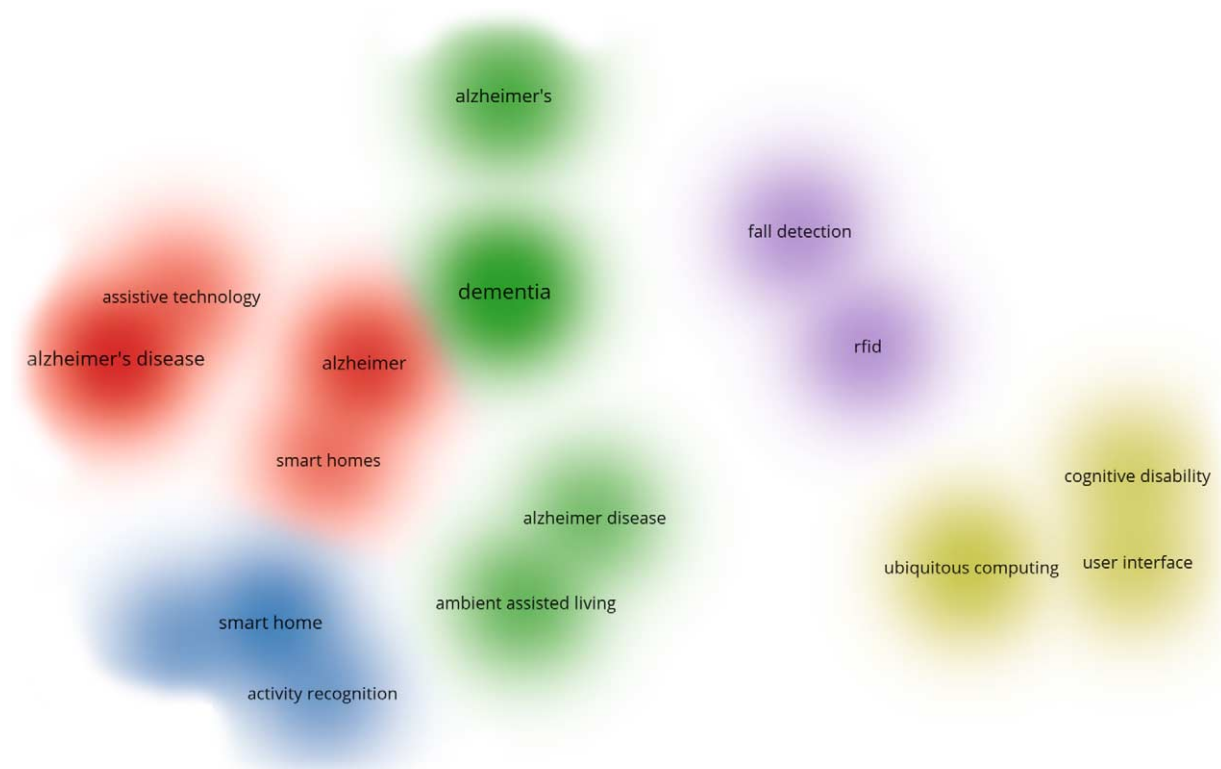 alzheimer's
fall detection
dementia
assistive technology
rfid
alzheimer's disease
alzheimer
smart homes
cognitive disability
alzheimer disease
user interface
ubiquitous computing
ambient assisted living
smart home
activity recognition